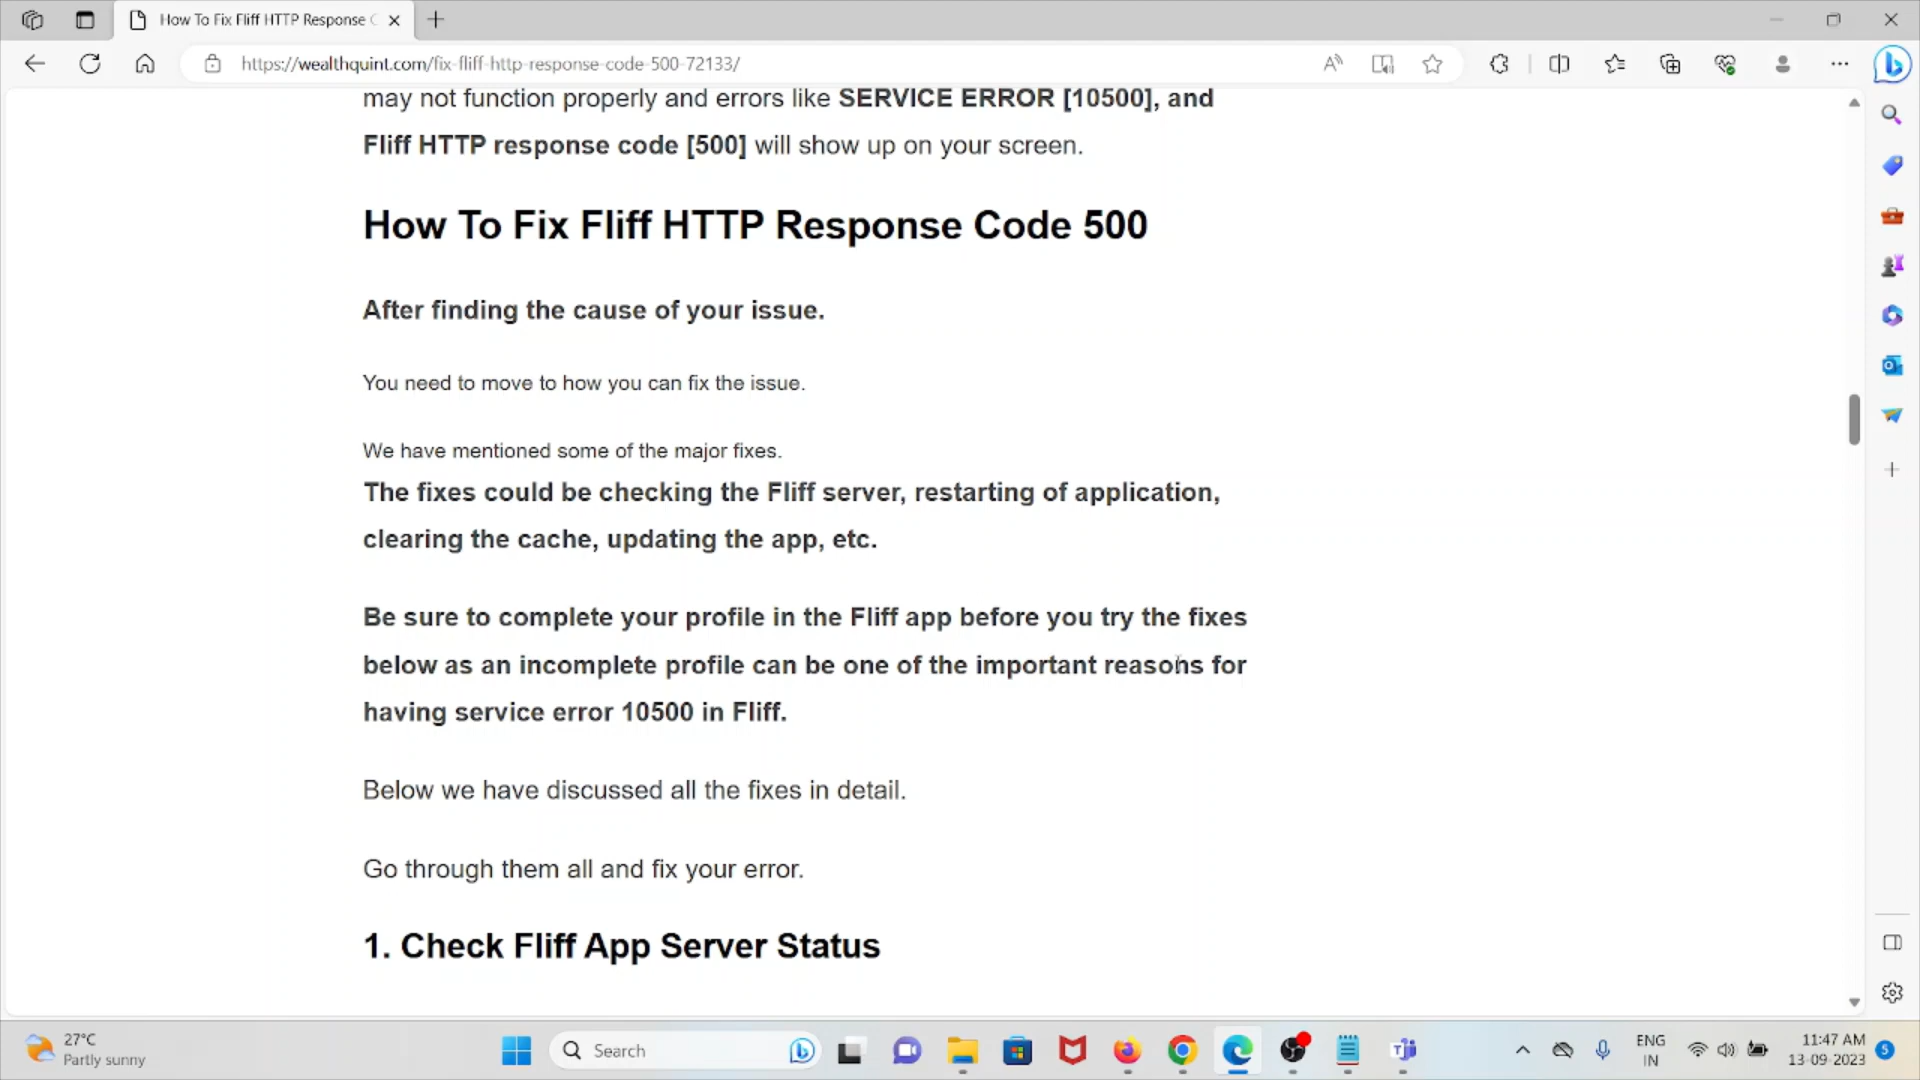 How To Fix Fliff HTTP Response C
https://wealthquint.com/fix-fliff-http-response-code-500-72133/
may not function properly and errors like SERVICE ERROR [10500], and
Fliff HTTP response code [500] will show up on your screen.
How To Fix Fliff HTTP Response Code 500
After finding the cause of your issue.
You need to move to how you can fix the issue.
We have mentioned some of the major fixes.
The fixes could be checking the Fliff server, restarting of application,
clearing the cache, updating the app, etc.
Be sure to complete your profile in the Fliff app before you try the fixes
below as an incomplete profile can be one of the important reasons for
having service error 10500 in Fliff.
Below we have discussed all the fixes in detail.
Go through them all and fix your error.
1. Check Fliff App Server Status
27°C
Partly sunny
Search
ENG
IN
11:47 AM
13-09-2023
5